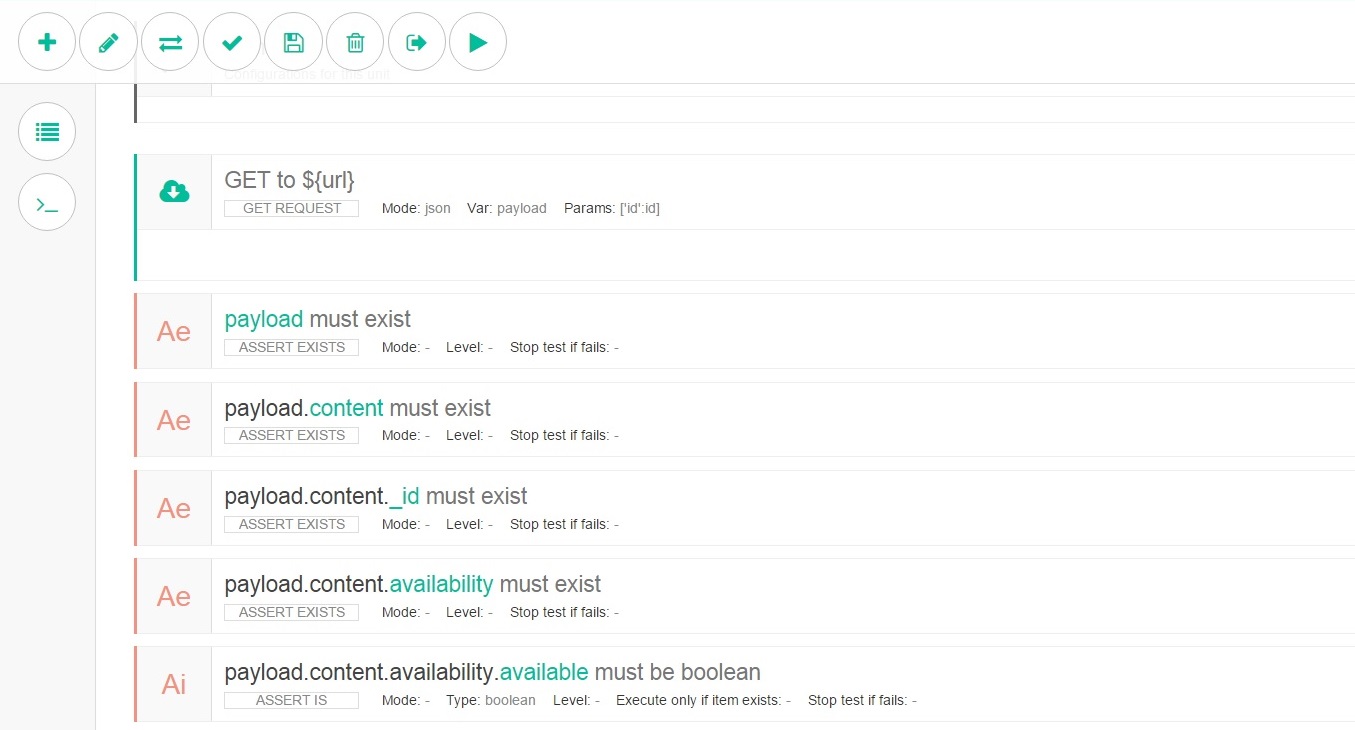 Configurations for this unit
GET to ${url}
GET REQUEST Mode: json Var: payload Params: ['id':id]
Ae
payload must exist
ASSERT EXISTS Mode: - Level: - Stop test if fails: -
Ae
payload.content must exist
ASSERT EXISTS Mode: - Level: - Stop test if fails: -
Ae
payload.content._id must exist
ASSERT EXISTS Mode: - Level: - Stop test if fails: -
Ae
payload.content.availability must exist
ASSERT EXISTS Mode: - Level: - Stop test if fails: -
Ai
payload.content.availability.available must be boolean
ASSERT IS Mode: - Type: boolean Level: - Execute only if item exists: - Stop test if fails: -